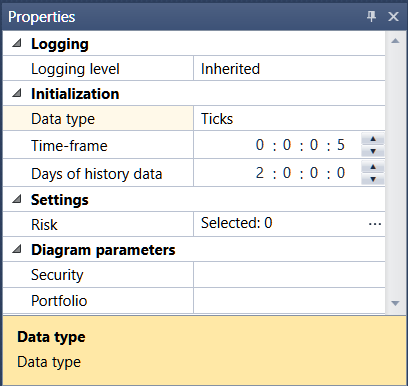 Properties
Logging
Logging level Inherited
Initialization
Data type Ticks
Time-frame 0 : 0 : 0 : 5
Days of history data 2 : 0 : 0 : 0
Settings
Risk Selected: 0 ...
Diagram parameters
Security
Portfolio
Data type
Data type